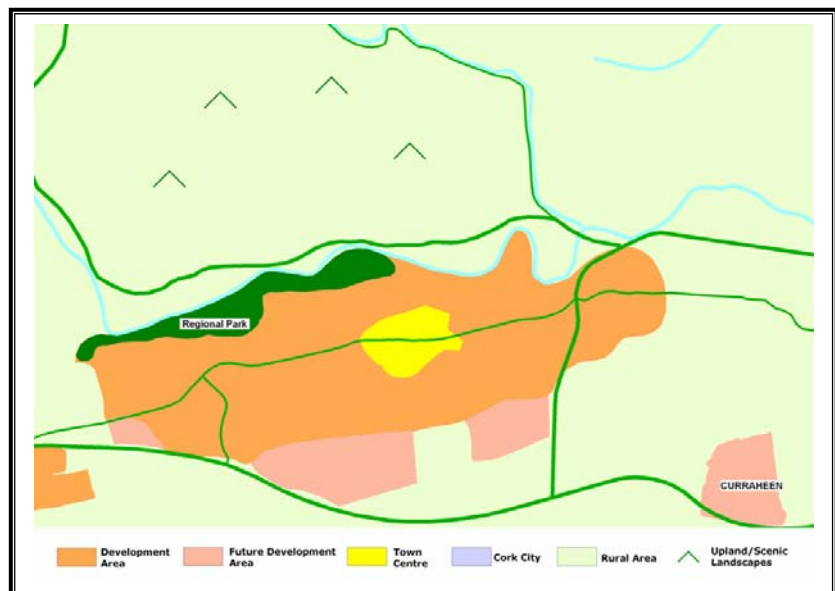 Regional Park
CURRAHEEN
Development Area
Future Development Area
Town Centre
Cork City
Rural Area
Upland/Scenic Landscapes